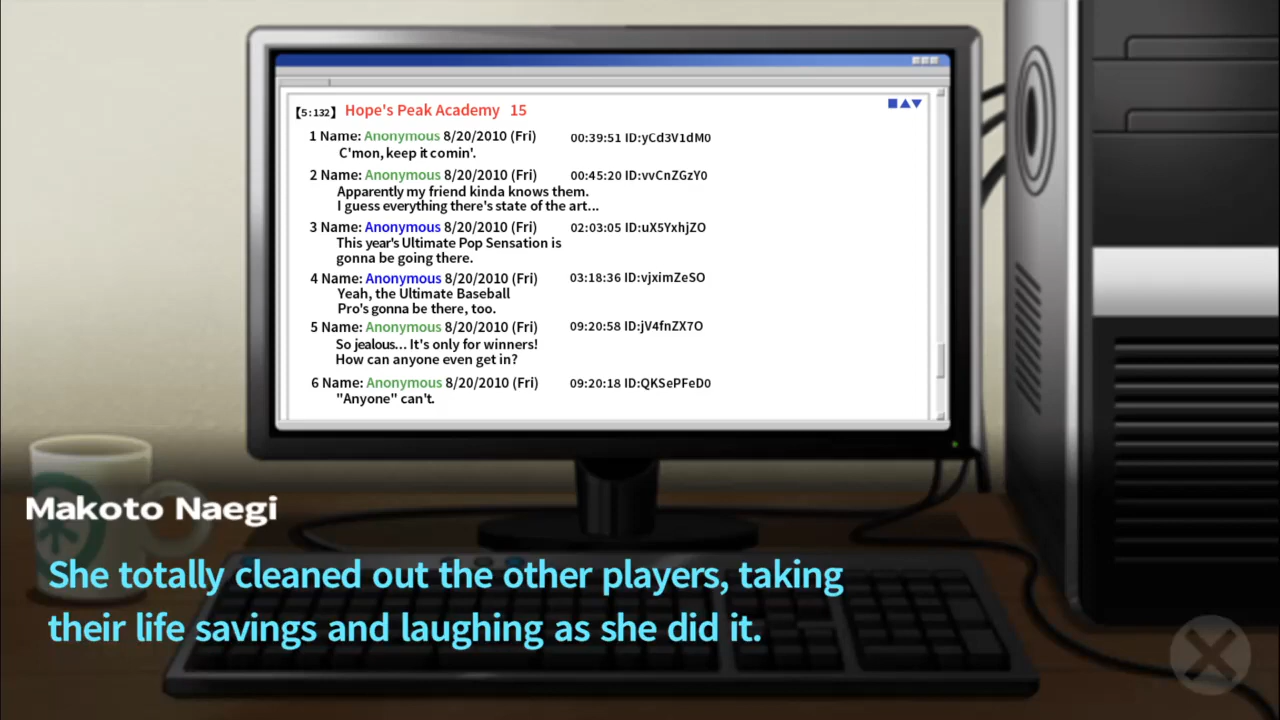 【5:132】 Hope's Peak Academy 15
1 Name: Anonymous 8/20/2010 (Fri) 00:39:51 ID:yCd3V1dM0
C'mon, keep it comin'.
2 Name: Anonymous 8/20/2010 (Fri) 00:45:20 ID:vvCnZGzY0
Apparently my friend kinda knows them.
I guess everything there's state of the art...
3 Name: Anonymous 8/20/2010 (Fri) 02:03:05 ID:uX5YxhjZO
This year's Ultimate Pop Sensation is
gonna be going there.
4 Name: Anonymous 8/20/2010 (Fri) 03:18:36 ID:vjximZeSO
Yeah, the Ultimate Baseball
Pro's gonna be there, too.
5 Name: Anonymous 8/20/2010 (Fri) 09:20:58 ID:jV4fnZX7O
So jealous... It's only for winners!
How can anyone even get in?
6 Name: Anonymous 8/20/2010 (Fri) 09:20:18 ID:QKSePFeD0
"Anyone" can't.
Makoto Naegi
She totally cleaned out the other players, taking
their life savings and laughing as she did it.